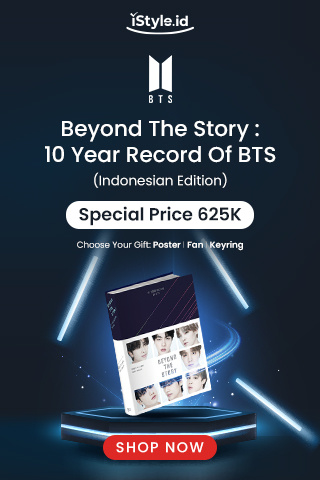 iStyle.id
BTS
Beyond The Story :
10 Year Record Of BTS
(Indonesian Edition)
Special Price 625K
Choose Your Gift: Poster | Fan | Keyring
BEYOND
THE
STORY
SHOP NOW